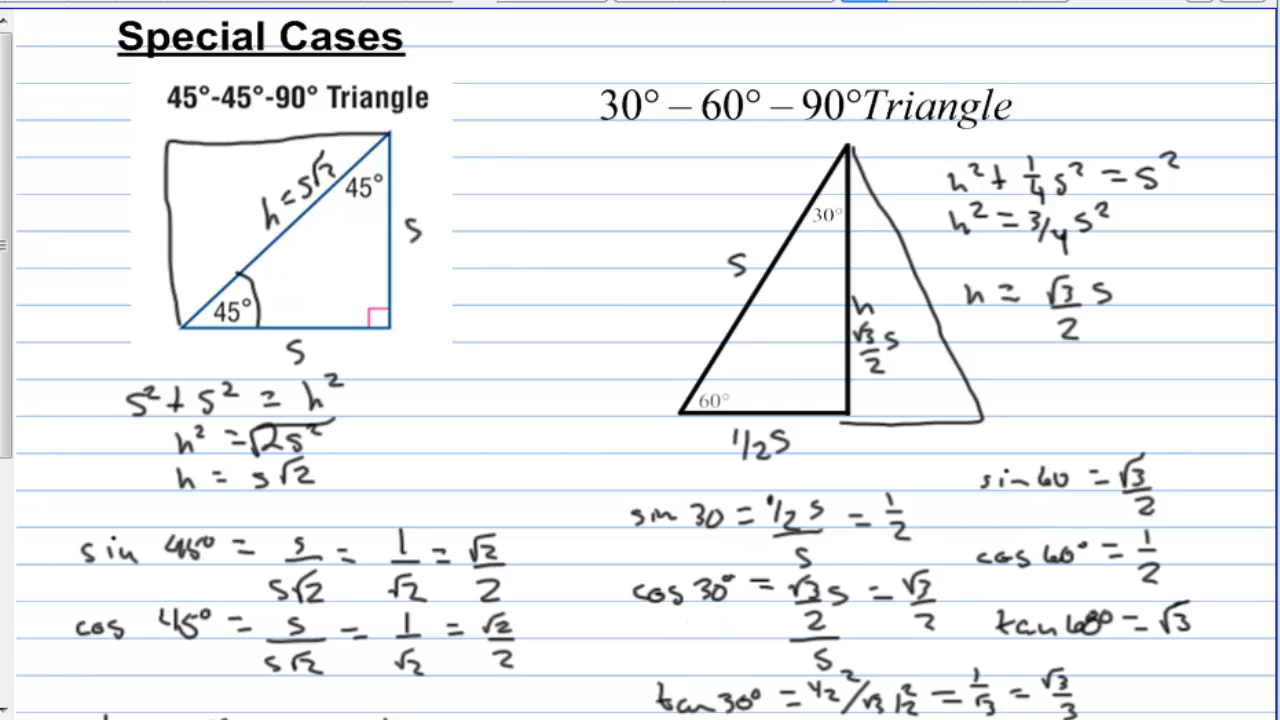 Special Cases
45°-45°-90° Triangle
h = s√2
45°
45°
s
s
s² + s² = h²
h² = √2s²
h = s√2
sin 45° = s/s√2 = 1/√2 = √2/2
cos 45° = s/s√2 = 1/√2 = √2/2
30° – 60° – 90°Triangle
30°
60°
s
h
√3/2 s
1/2 s
h² + 1/4 s² = s²
h² = 3/4 s²
h = √3/2 s
sin 30 = 1/2 s/s = 1/2
cos 30° = √3/2 s/s = √3/2
tan 30° = 1/2
= 1/√3 = √3/3
sin 60 = √3/2
cos 60° = 1/2
tan 60° = √3